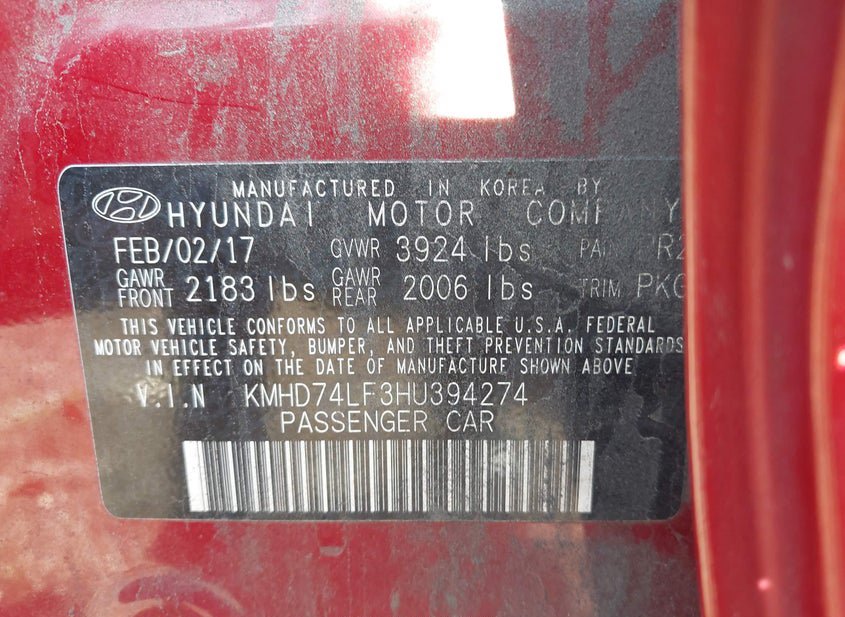 MANUFACTURED IN KOREA BY
HYUNDAI MOTOR COMPANY
FEB/02/17 GVWR 3924 lbs
GAWR FRONT 2183 lbs GAWR REAR 2006 lbs TRIM
THIS VEHICLE CONFORMS TO ALL APPLICABLE U.S.A. FEDERAL
MOTOR VEHICLE SAFETY, BUMPER, AND THEFT PREVENTION STANDARDS
IN EFFECT ON THE DATE OF MANUFACTURE SHOWN ABOVE
V.I.N KMHD74LF3HU394274
PASSENGER CAR